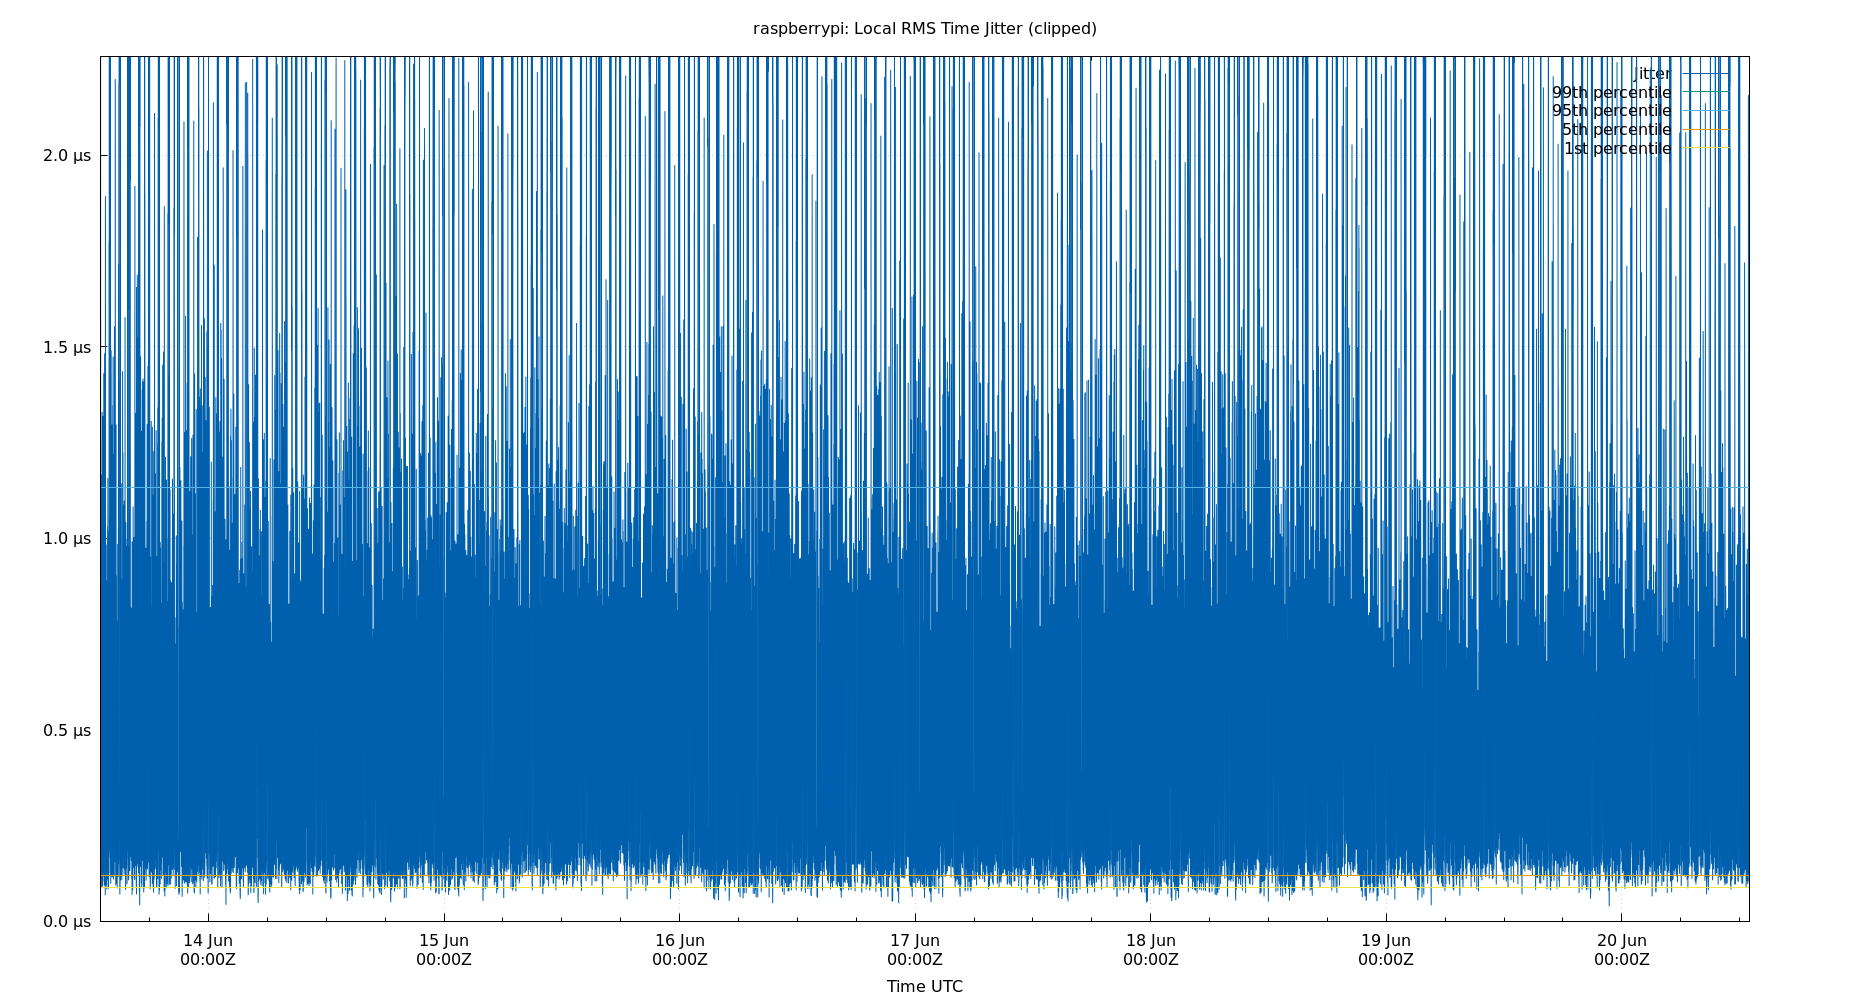 raspberrypi: Local RMS Time Jitter (clipped)
Jitter
99th percentile
95th percentile
5th percentile
1st percentile
2.0 µs
1.5 µs
1.0 µs
0.5 µs
0.0 µs
14 Jun 15 Jun 16 Jun 17 Jun 18 Jun 19 Jun 20 Jun
00:00Z 00:00Z 00:00Z 00:00Z 00:00Z 00:00Z 00:00Z
Time UTC